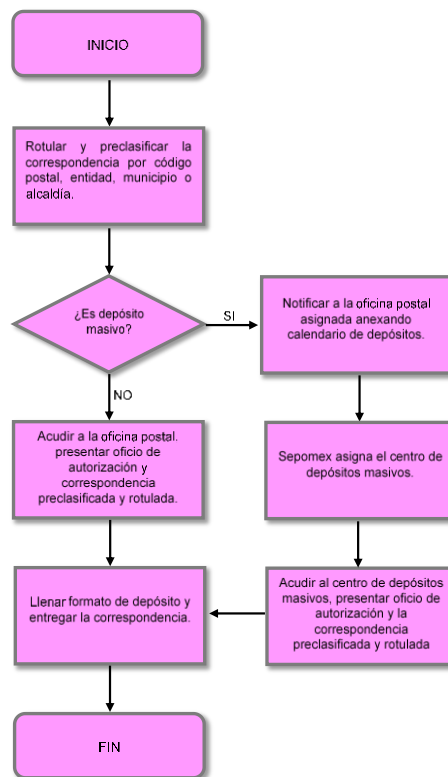 INICIO
Rotular y preclasificar la
correspondencia por código
postal, entidad, municipio o
alcaldía.
¿Es depósito
masivo?
SI
Notificar a la oficina postal
asignada anexando
calendario de depósitos.
NO
Acudir a la oficina postal.
presentar oficio de
autorización y
correspondencia
preclasificada y rotulada.
Sepomex asigna el centro de
depósitos masivos.
Acudir al centro de depósitos
masivos, presentar oficio de
autorización y la
correspondencia
preclasificada y rotulada
Llenar formato de depósito y
entregar la correspondencia.
FIN